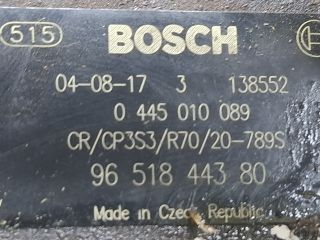 515 BOSCH
04-08-17 3 138552
0 445 010 089
CR/CP3S3/R70/20-789S
96 518 443 80
Made in Czech Republic